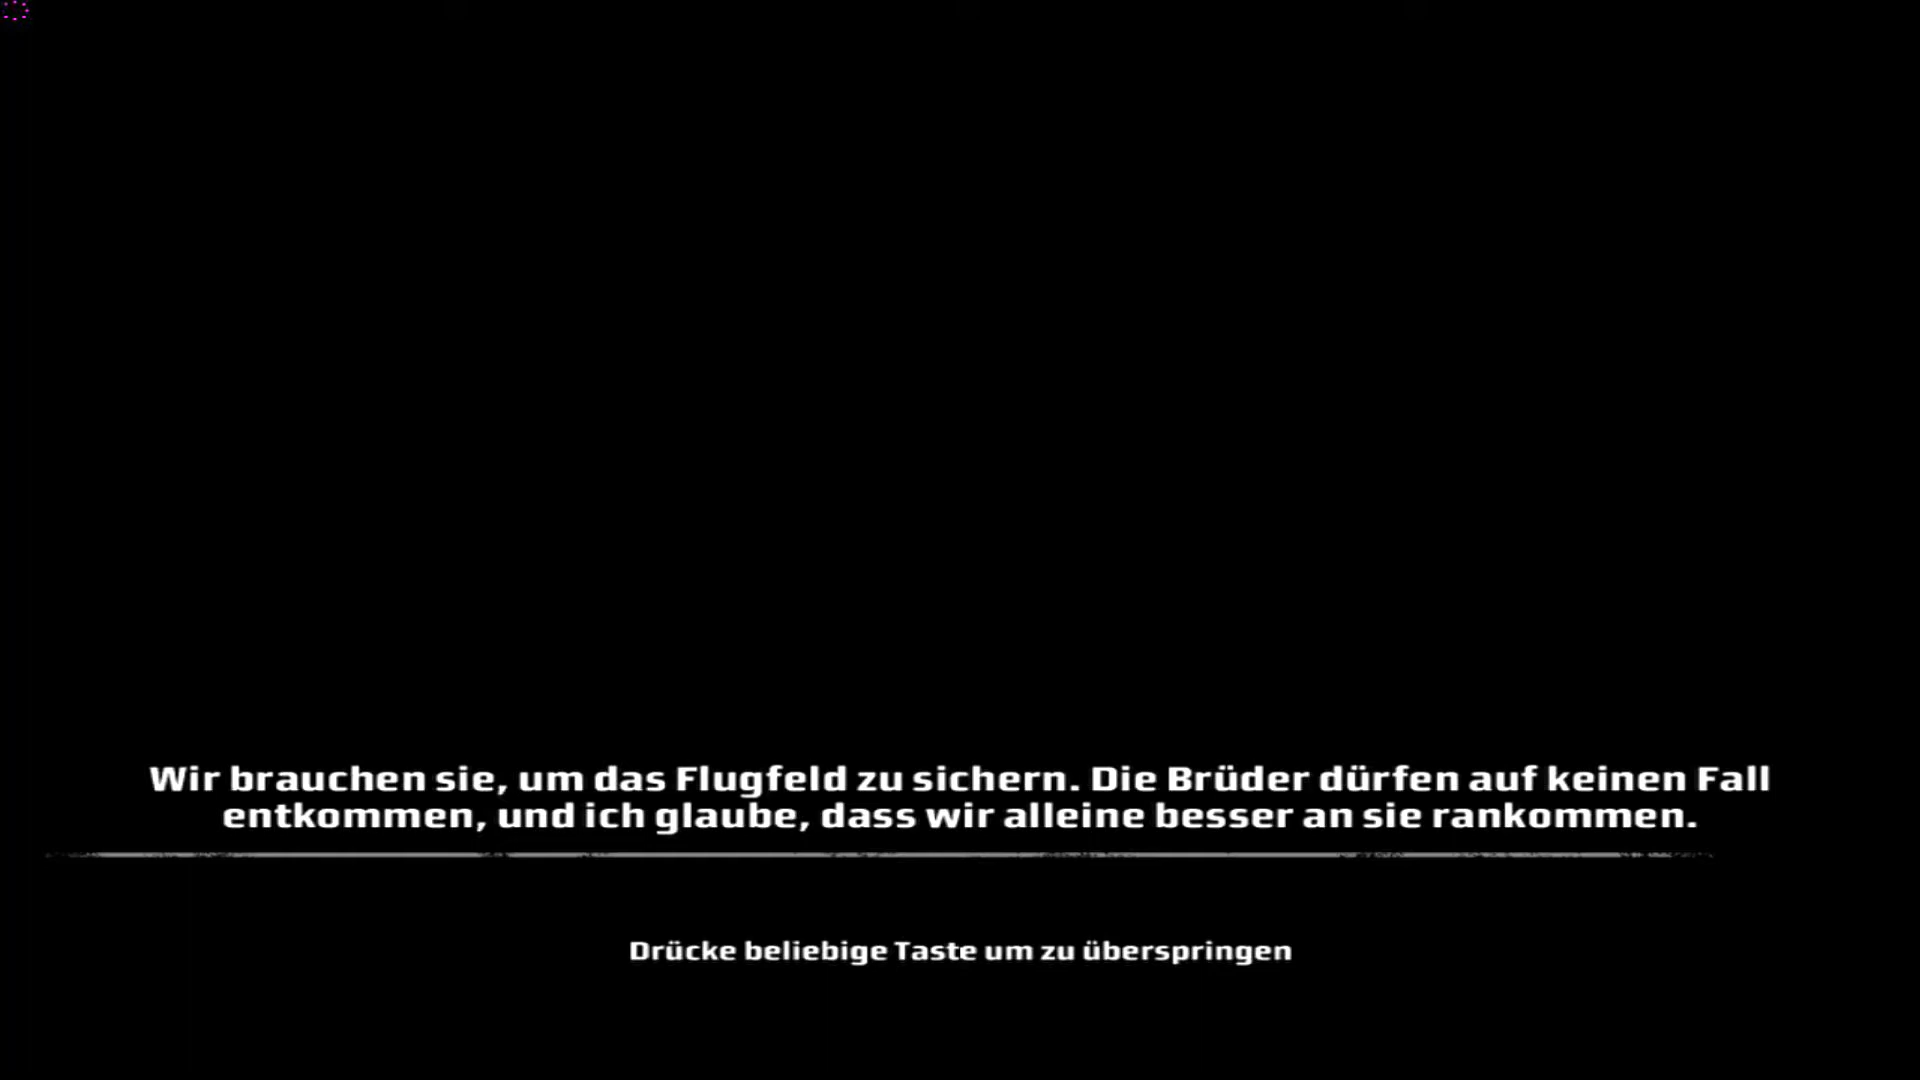 Wir brauchen sie, um das Flugfeld zu sichern. Die Brüder dürfen auf keinen Fall
entkommen, und ich glaube, dass wir alleine besser an sie rankommen.
Drücke beliebige Taste um zu überspringen